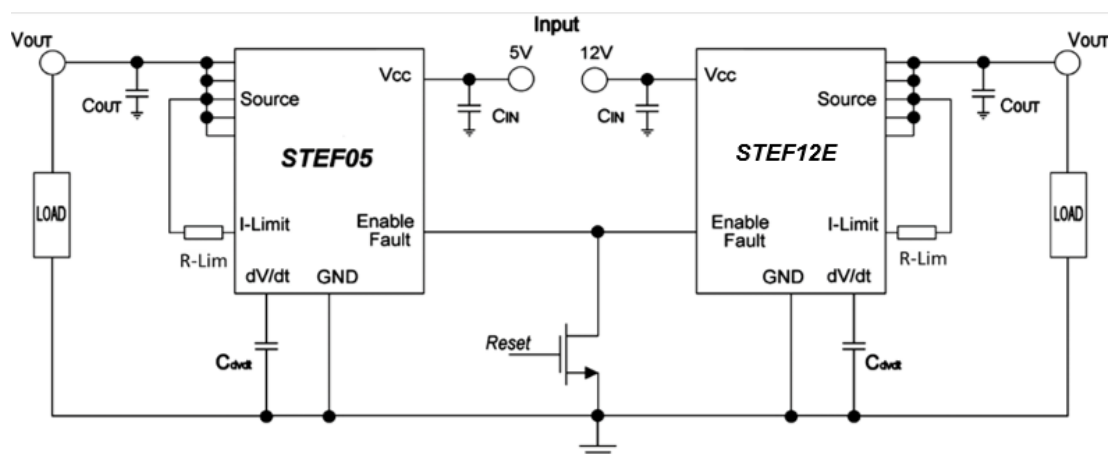 Input
VOUT
5V
12V
VOUT
Vcc
Vcc
COUT
Source
CIN
CIN
Source
COUT
STEF05
STEF12E
LOAD
LOAD
I-Limit
Enable
Fault
Enable
Fault
I-Limit
R-Lim
R-Lim
dV/dt
GND
GND
dV/dt
Reset
Cdvdt
Cdvdt